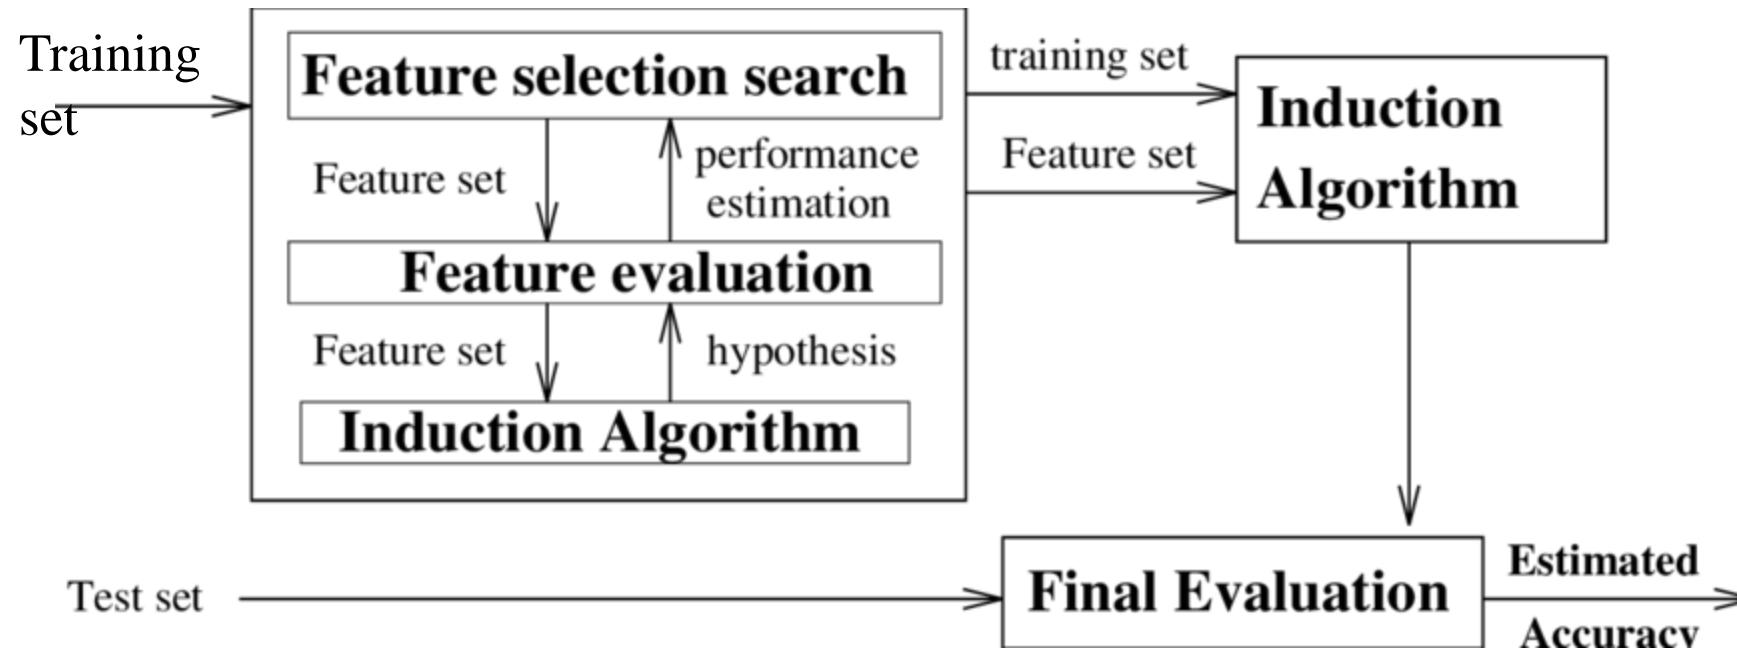 Training
set
Feature selection search
training set
Induction
Algorithm
Feature set
performance
estimation
Feature set
Feature evaluation
Feature set
hypothesis
Induction Algorithm
Test set
Final Evaluation
Estimated
Accuracy